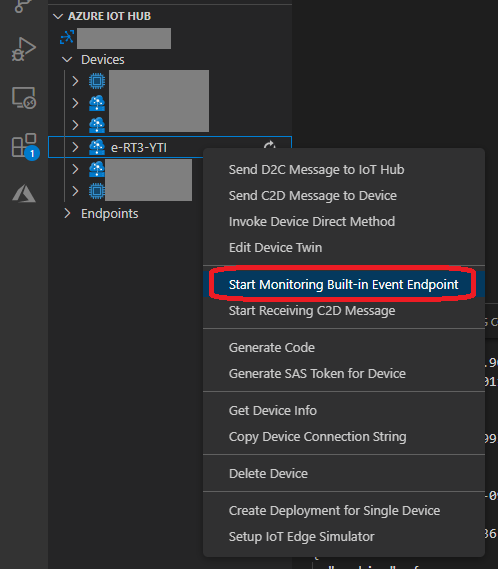 AZURE IOT HUB
Devices
e-RT3-YTI
Endpoints
1
Send D2C Message to IoT Hub
Send C2D Message to Device
Invoke Device Direct Method
Edit Device Twin
Start Monitoring Built-in Event Endpoint
Start Receiving C2D Message
Generate Code
Generate SAS Token for Device
Get Device Info
Copy Device Connection String
Delete Device
Create Deployment for Single Device
Setup IoT Edge Simulator